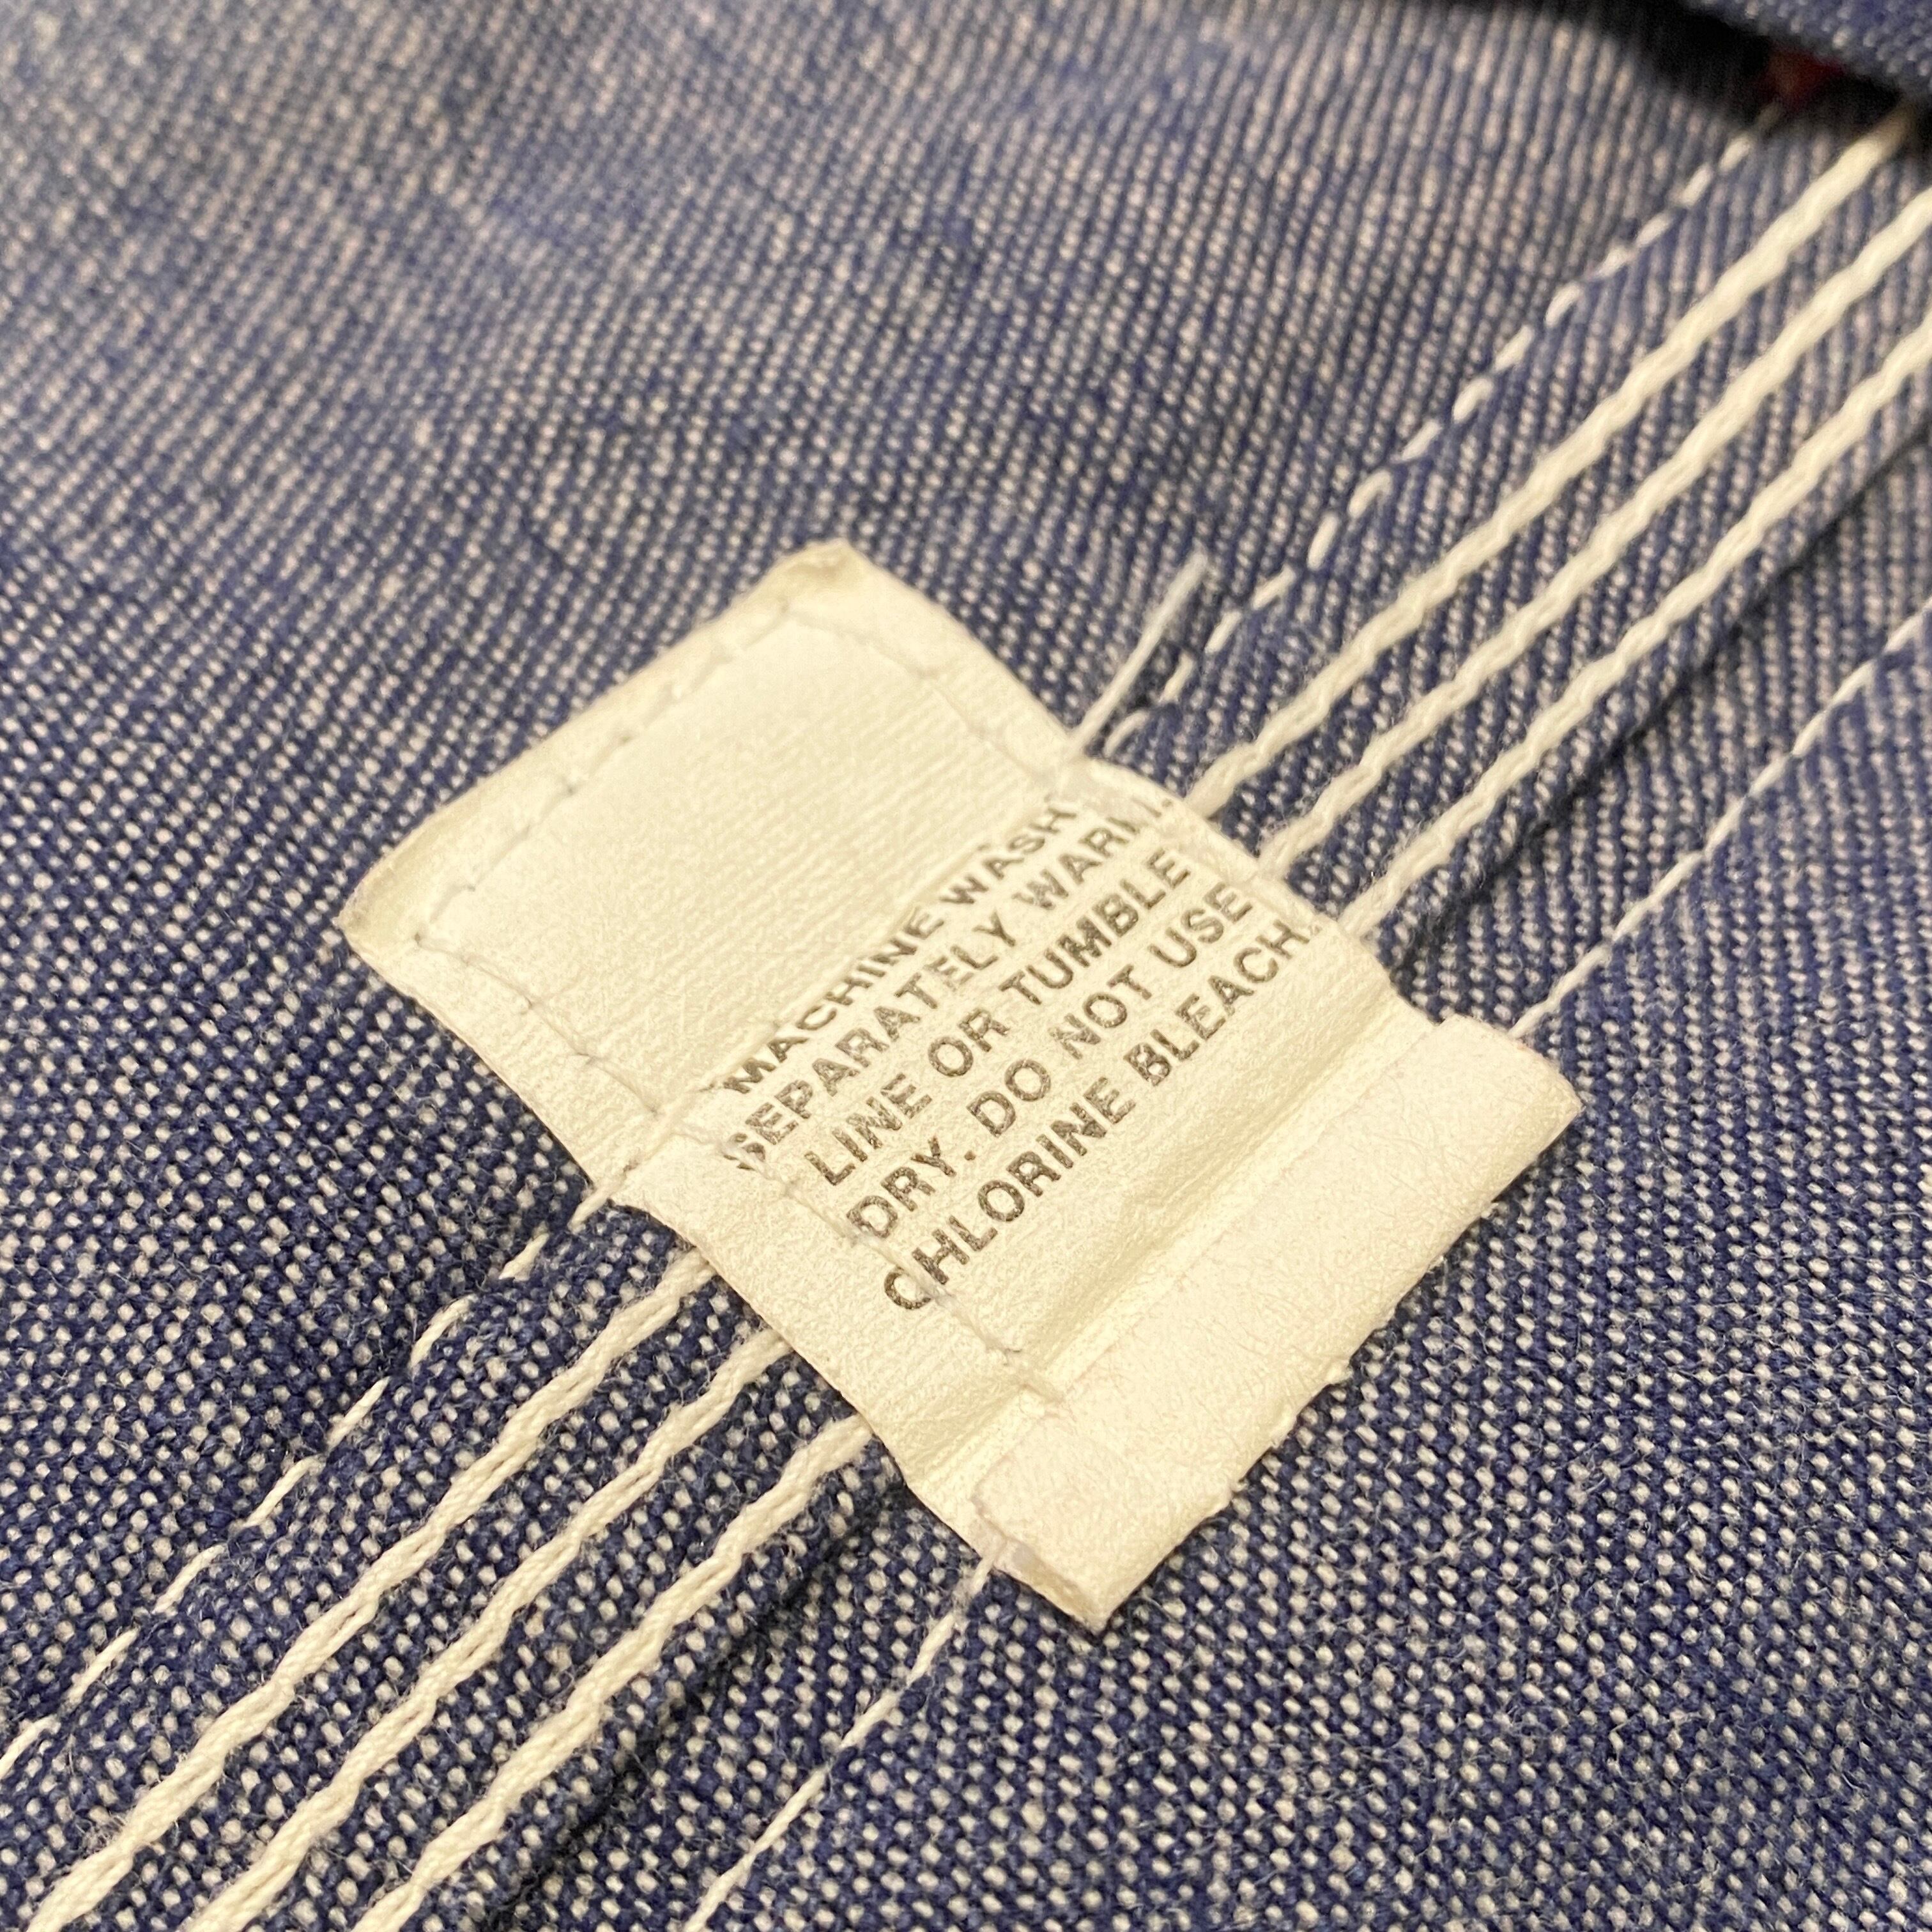 MACHINE WASH
SEPARATELY WARM.
LINE OR TUMBLE
DRY. DO NOT USE
CHLORINE BLEACH.